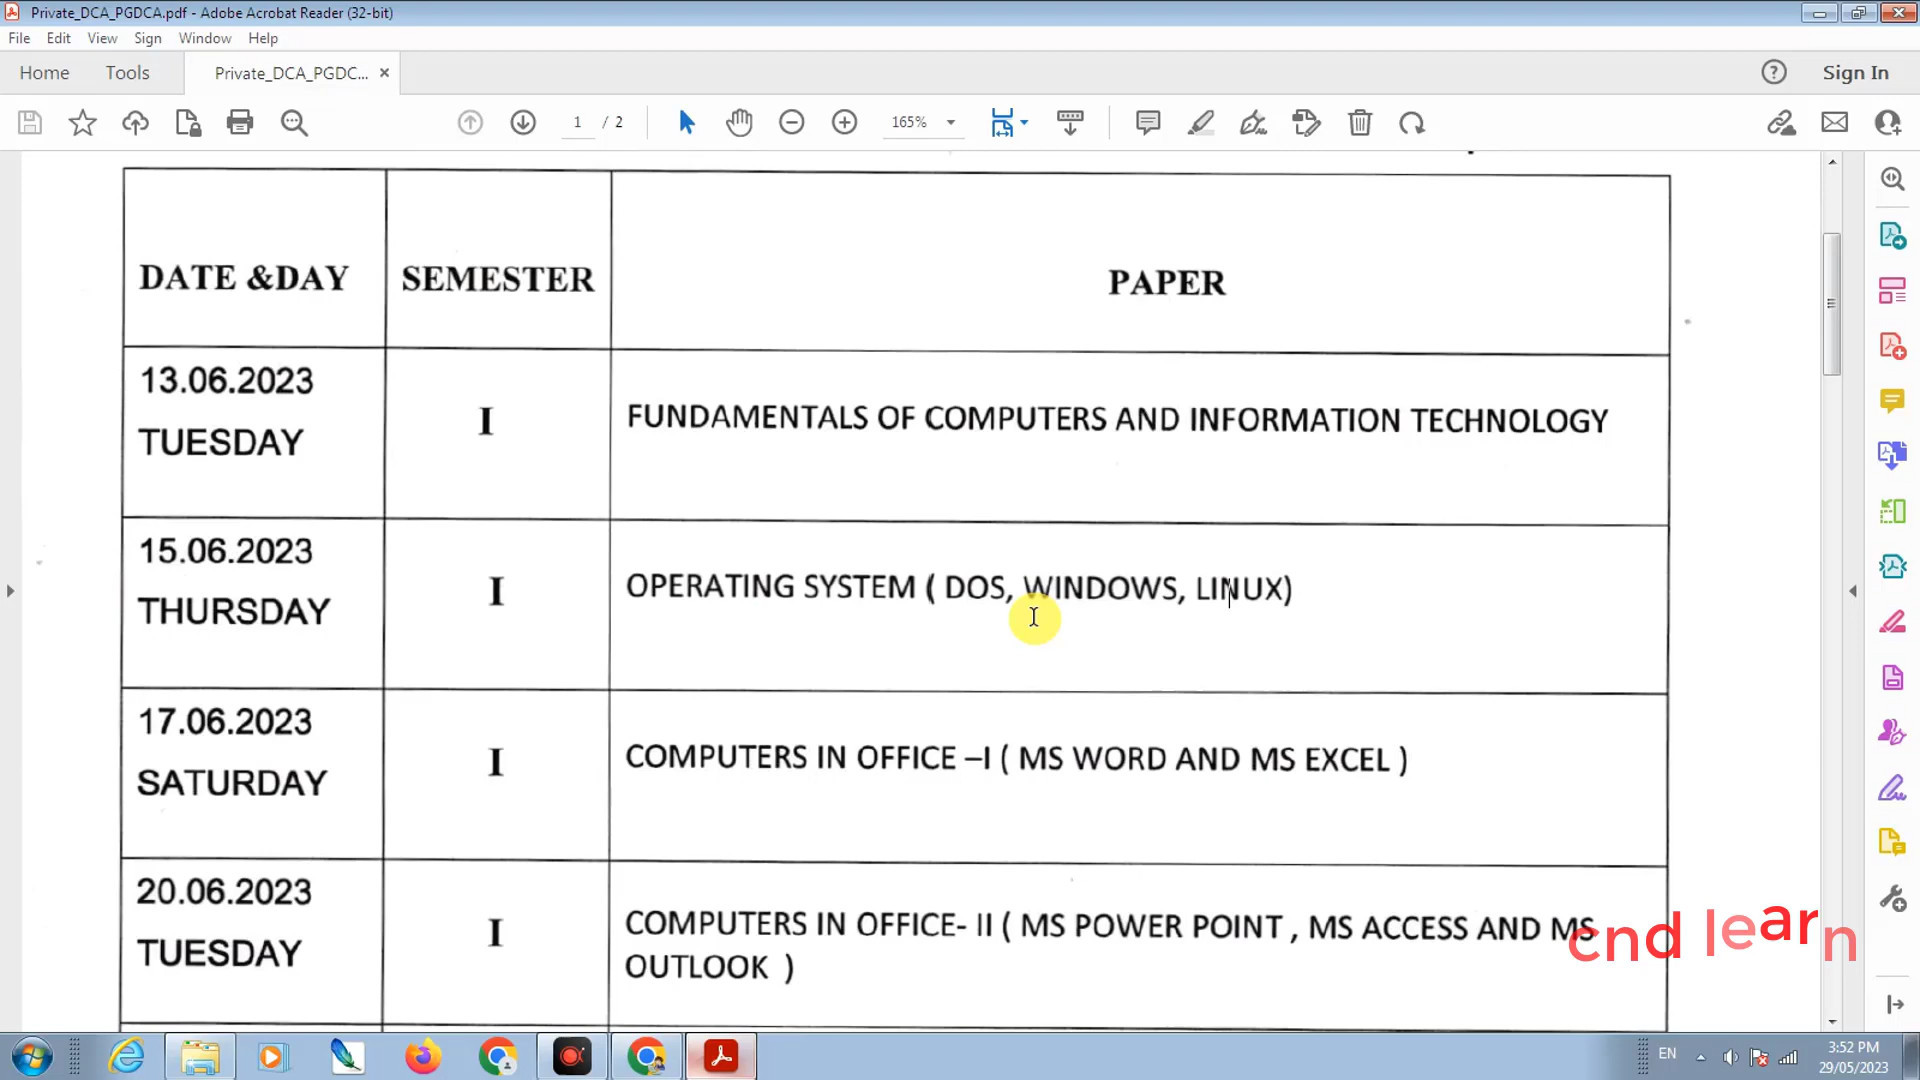 Private_DCA_PGDCA.pdf - Adobe Acrobat Reader (32-bit)
File Edit View Sign Window Help
Home Tools Private_DCA_PGDC... × Sign In
1 / 2 165%
DATE &DAY SEMESTER PAPER
13.06.2023
TUESDAY
I
FUNDAMENTALS OF COMPUTERS AND INFORMATION TECHNOLOGY
15.06.2023
THURSDAY
I
OPERATING SYSTEM ( DOS, WINDOWS, LINUX)
17.06.2023
SATURDAY
I
COMPUTERS IN OFFICE –I ( MS WORD AND MS EXCEL )
20.06.2023
TUESDAY
I
COMPUTERS IN OFFICE- II ( MS POWER POINT , MS ACCESS AND MS
OUTLOOK )
cnd learn
EN 3:52 PM
29/05/2023